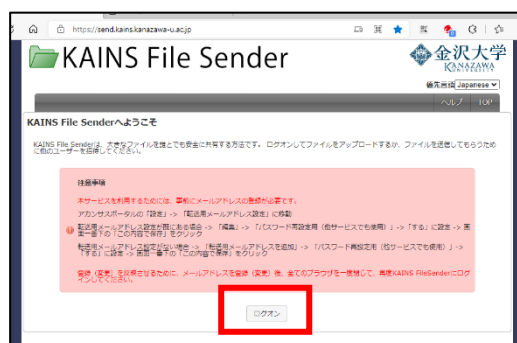 https://send.kains.kanazawa-u.ac.jp
KAINS File Sender
金沢大学
KANAZAWA
UNIVERSITY
優先言語 Japanese
ヘルプ TOP
KAINS File Senderへようこそ
KAINS File Senderは、大きなファイルを誰とでも安全に共有する方法です。 ログオンしてファイルをアップロードするか、ファイルを送信してもらうため
に他のユーザーを招待してください。
注意事項
本サービスを利用するためには、事前にメールアドレスの登録が必要です。
アカンサスポータルの「設定」->「転送用メールアドレス設定」に移動
転送用メールアドレス設定が既にある場合 ->「編集」->「パスワード再設定用（他サービスでも使用）」->「する」に設定 -> 画
面一番下の「この内容で保存」をクリック
転送用メールアドレス設定がない場合 ->「転送用メールアドレスを追加」->「パスワード再設定用（他サービスでも使用）」->
「する」に設定 -> 画面一番下の「この内容で保存」をクリック
登録（変更）を反映させるために、メールアドレスを登録（変更）後、全てのブラウザを一度閉じて、再度KAINS FileSenderにログ
インしてください。
ログオン